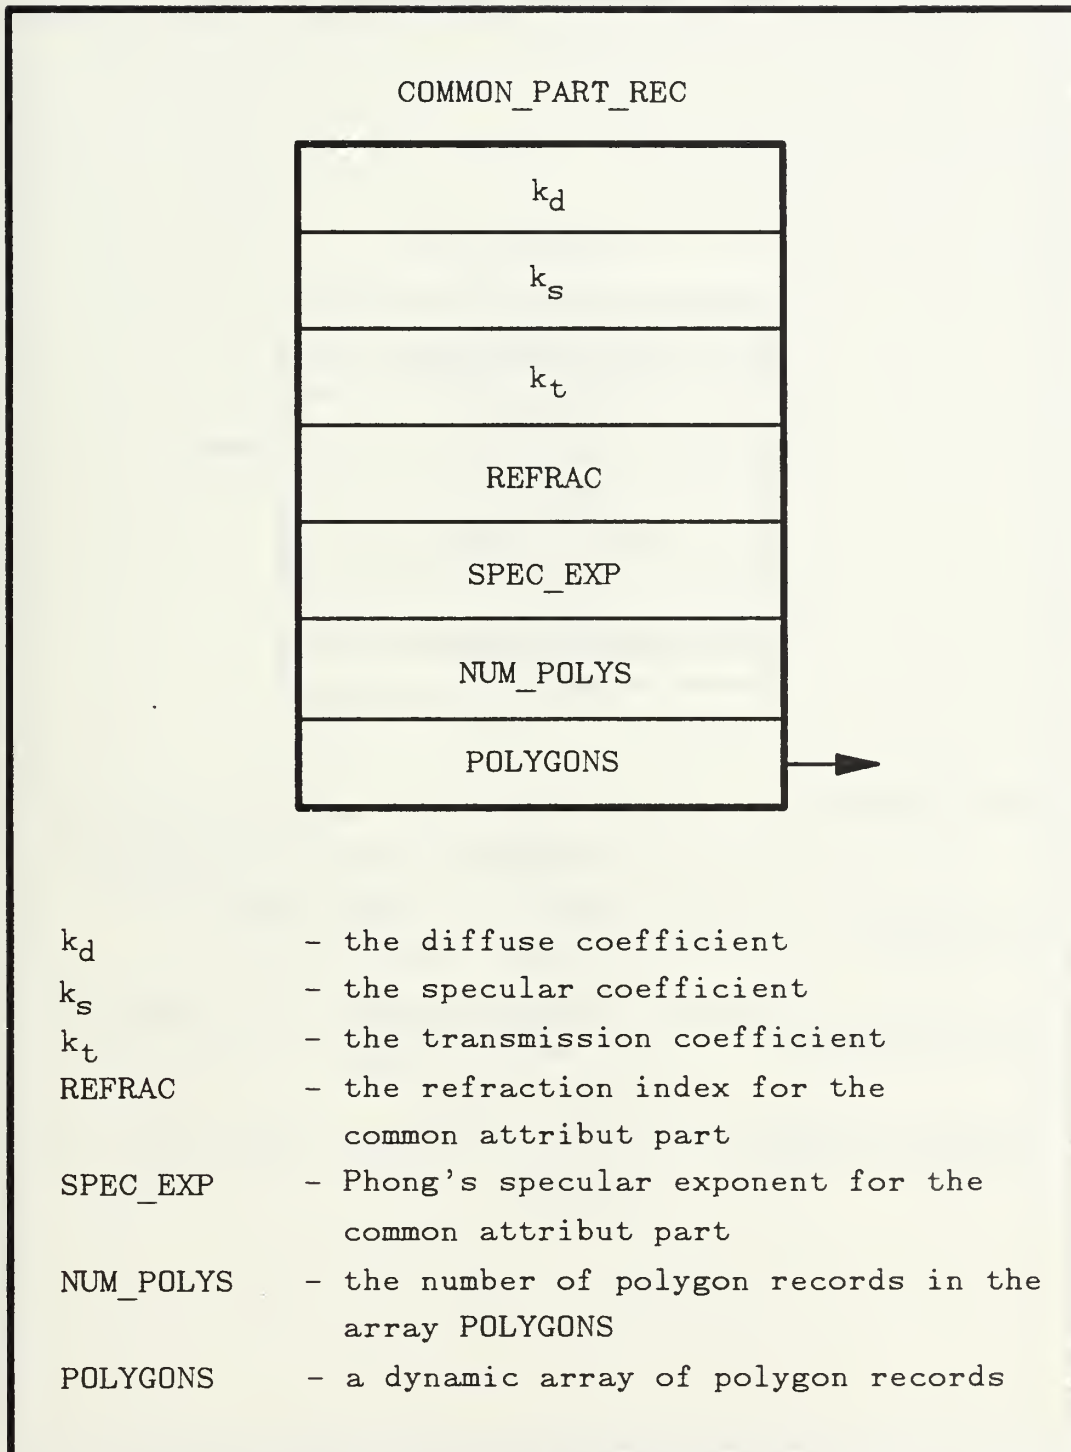 COMMON_PART_REC
k_d
k_s
k_t
REFRAC
SPEC_EXP
NUM_POLYS
POLYGONS
k_d - the diffuse coefficient
k_s - the specular coefficient
k_t - the transmission coefficient
REFRAC - the refraction index for the
common attribut part
SPEC_EXP - Phong's specular exponent for the
common attribut part
NUM_POLYS - the number of polygon records in the
array POLYGONS
POLYGONS - a dynamic array of polygon records